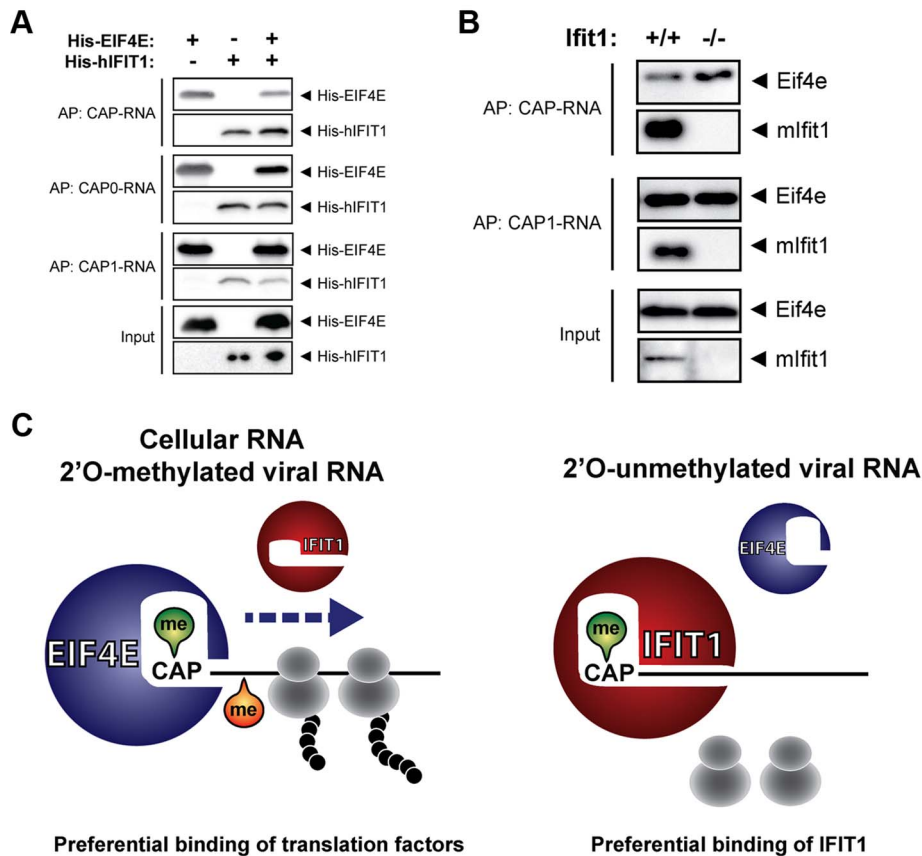 A
His-EIF4E: + - +
His-hIFIT1: - + +
AP: CAP-RNA
His-EIF4E
His-hIFIT1
AP: CAP0-RNA
His-EIF4E
His-hIFIT1
AP: CAP1-RNA
His-EIF4E
His-hIFIT1
Input
His-EIF4E
His-hIFIT1
B
Ifit1: +/+ -/-
AP: CAP-RNA
Eif4e
mIfit1
AP: CAP1-RNA
Eif4e
mIfit1
Input
Eif4e
mIfit1
C
Cellular RNA
2'O-methylated viral RNA
IFIT1
EIF4E
me
CAP
me
Preferential binding of translation factors
2'O-unmethylated viral RNA
EIF4E
me
CAP
IFIT1
Preferential binding of IFIT1